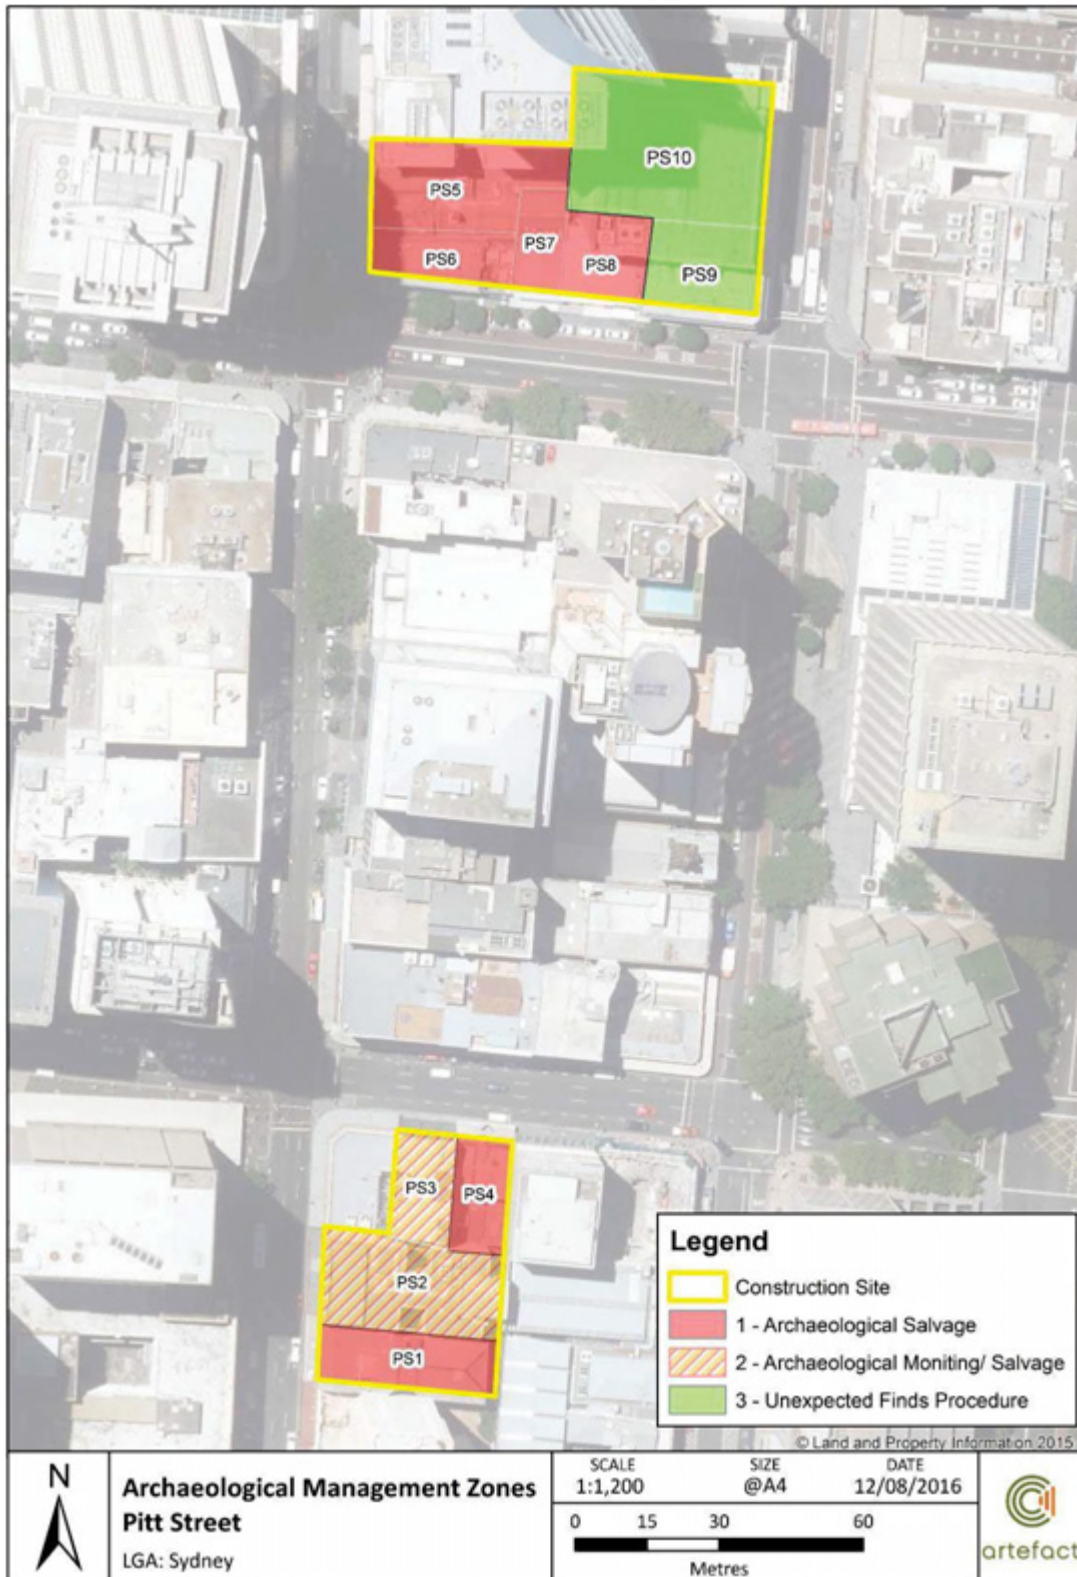 PS10
PS5
PS7
PS6
PS8
PS9
PS3
PS4
PS2
PS1
Legend
Construction Site
1 - Archaeological Salvage
2 - Archaeological Moniting/ Salvage
3 - Unexpected Finds Procedure
© Land and Property Information 2015
N
Archaeological Management Zones
Pitt Street
LGA: Sydney
SCALE SIZE DATE
1:1,200 @A4 12/08/2016
0 15 30 60
Metres
artefact